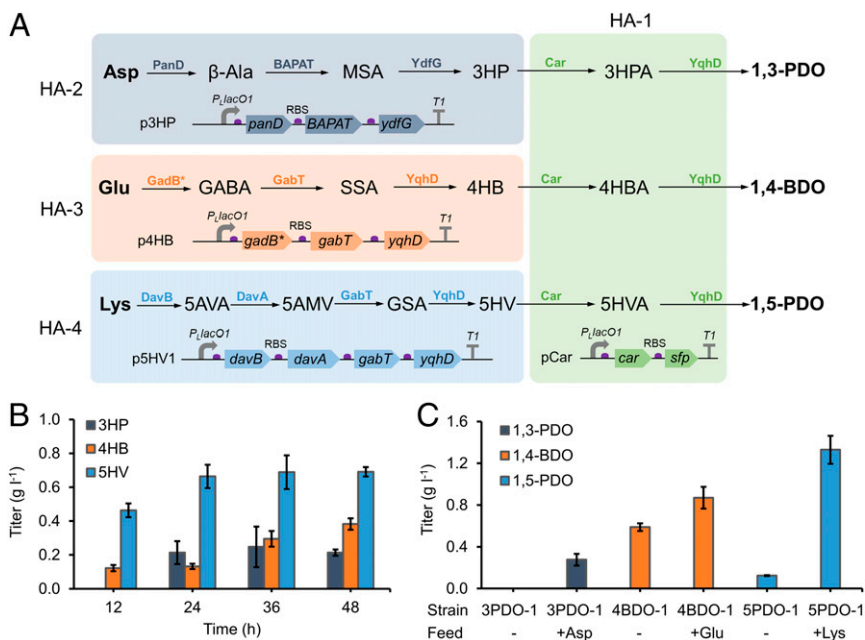 A
HA-1
HA-2
Asp PanD β-Ala BAPAT MSA YdfG 3HP Car 3HPA YqhD 1,3-PDO
p3HP PLlacO1 panD RBS BAPAT ydfG T1
HA-3
Glu GadB* GABA GabT SSA YqhD 4HB Car 4HBA YqhD 1,4-BDO
p4HB PLlacO1 gadB* RBS gabT yqhD T1
HA-4
Lys DavB 5AVA DavA 5AMV GabT GSA YqhD 5HV Car 5HVA YqhD 1,5-PDO
p5HV1 PLlacO1 davB RBS davA gabT yqhD T1
pCar PLlacO1 car RBS sfp T1
B
3HP
4HB
5HV
Titer (g l-1)
1.0
0.8
0.6
0.4
0.2
0.0
12 24 36 48
Time (h)
C
1,3-PDO
1,4-BDO
1,5-PDO
Titer (g l-1)
1.6
1.2
0.8
0.4
0.0
Strain 3PDO-1 3PDO-1 4BDO-1 4BDO-1 5PDO-1 5PDO-1
Feed - +Asp - +Glu - +Lys